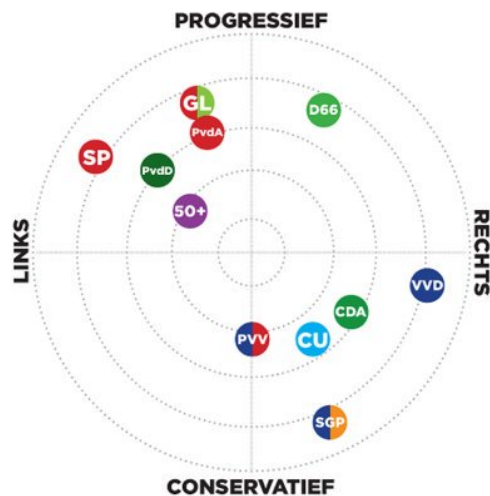 PROGRESSIEF
GL
D66
PvdA
SP
PvdD
50+
LINKS
RECHTS
VVD
CDA
PVV
CU
SGP
CONSERVATIEF